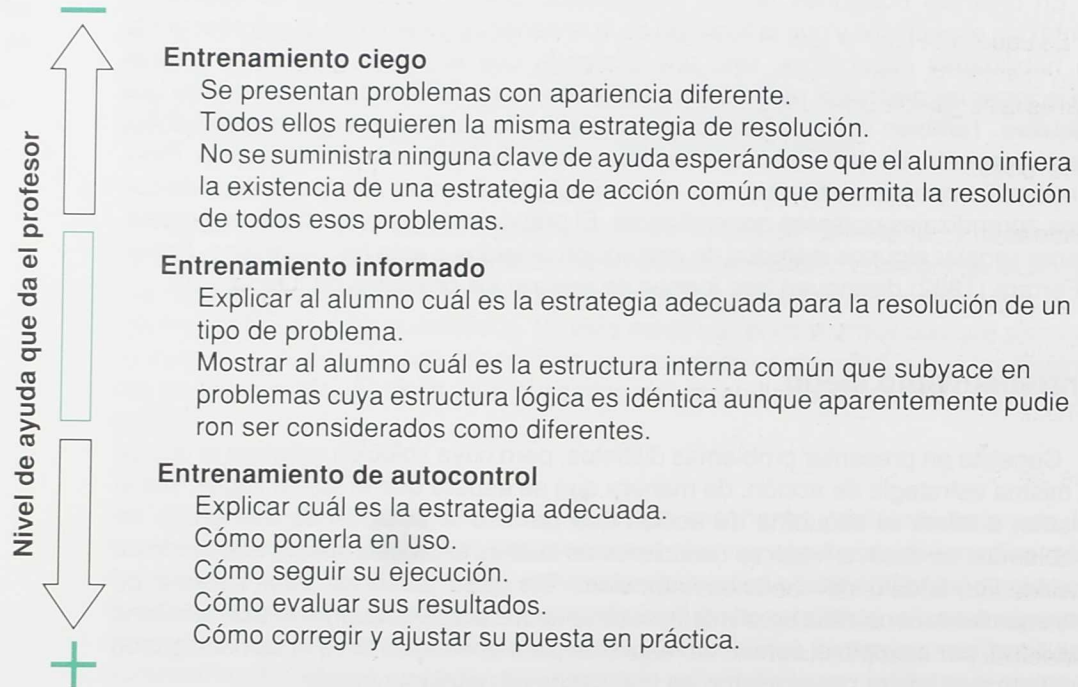 Nivel de ayuda que da el profesor
Entrenamiento ciego
Se presentan problemas con apariencia diferente.
Todos ellos requieren la misma estrategia de resolución.
No se suministra ninguna clave de ayuda esperándose que el alumno infiera
la existencia de una estrategia de acción común que permita la resolución
de todos esos problemas.
Entrenamiento informado
Explicar al alumno cuál es la estrategia adecuada para la resolución de un
tipo de problema.
Mostrar al alumno cuál es la estructura interna común que subyace en
problemas cuya estructura lógica es idéntica aunque aparentemente pudie
ron ser considerados como diferentes.
Entrenamiento de autocontrol
Explicar cuál es la estrategia adecuada.
Cómo ponerla en uso.
Cómo seguir su ejecución.
Cómo evaluar sus resultados.
Cómo corregir y ajustar su puesta en práctica.